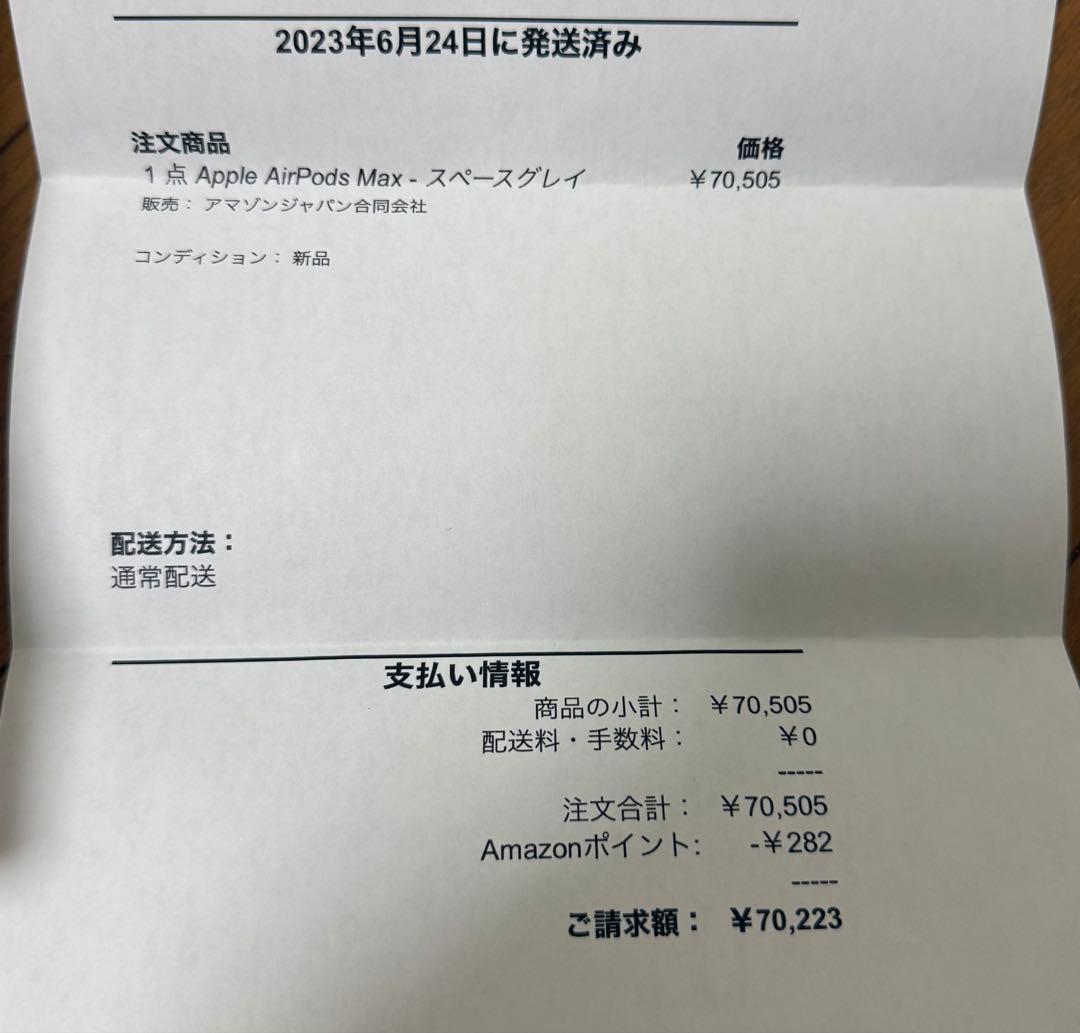 2023年6月24日に発送済み
注文商品 価格
1 点 Apple AirPods Max - スペースグレイ ￥70,505
販売： アマゾンジャパン合同会社
コンディション： 新品
配送方法：
通常配送
支払い情報
商品の小計： ￥70,505
配送料・手数料： ￥0
-----
注文合計： ￥70,505
Amazonポイント: -￥282
-----
ご請求額： ￥70,223